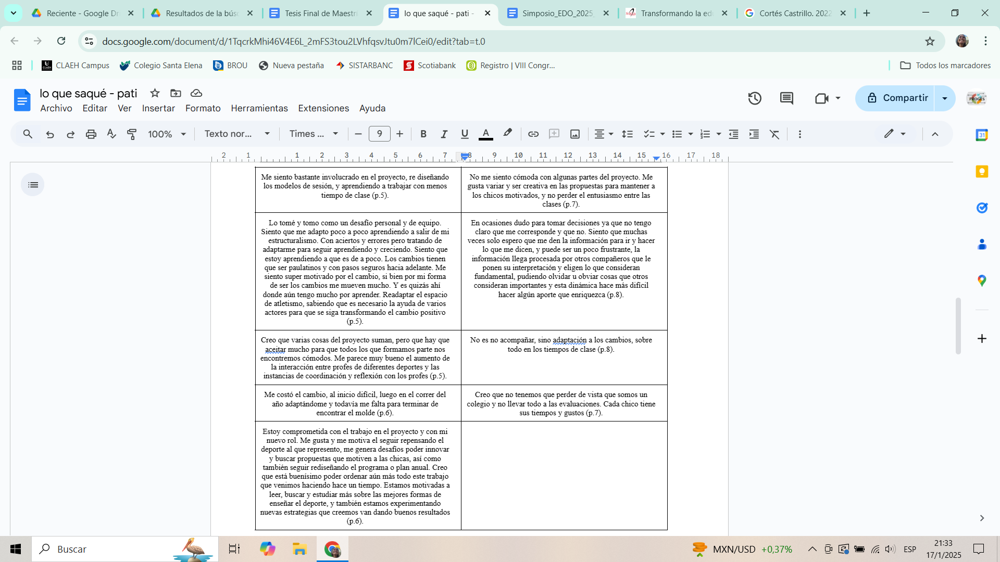 Reciente - Google Dr
Resultados de la bús
Tesis Final de Maestrí
lo que saqué - pati -
Simposio_EDO_2025_
Transformando la ed
Cortés Castrillo. 2022
docs.google.com/document/d/1TqcrkMhi46V4E6L_2mFS3tou2LVhfqsvJtu0m7lCei0/edit?tab=t.0
CLAEH Campus
Colegio Santa Elena
BROU
Nueva pestaña
SISTARBANC
Scotiabank
Registro | VIII Congr...
Todos los marcadores
lo que saqué - pati
Archivo Editar Ver Insertar Formato Herramientas Extensiones Ayuda
Compartir
PROGES
100% Texto nor... Times ... 9
2 1 1 2 3 4 5 6 7 8 9 10 11 12 13 14 15 16 17 18
Me siento bastante involucrado en el proyecto, re diseñando
los modelos de sesión, y aprendiendo a trabajar con menos
tiempo de clase (p.5).
No me siento cómoda con algunas partes del proyecto. Me
gusta variar y ser creativa en las propuestas para mantener a
los chicos motivados, y no perder el entusiasmo entre las
clases (p.7).
Lo tomé y tomo como un desafío personal y de equipo.
Siento que me adapto poco a poco aprendiendo a salir de mi
estructuralismo. Con aciertos y errores pero tratando de
adaptarme para seguir aprendiendo y creciendo. Siento que
estoy aprendiendo a que es de a poco. Los cambios tienen
que ser paulatinos y con pasos seguros hacia adelante. Me
siento super motivado por el cambio, si bien por mi forma
de ser los cambios me mueven mucho. Y es quizás ahí
donde aún tengo mucho por aprender. Readaptar el espacio
de atletismo, sabiendo que es necesario la ayuda de varios
actores para que se siga transformando el cambio positivo
(p.5).
En ocasiones dudo para tomar decisiones ya que no tengo
claro que me corresponde y que no. Siento que muchas
veces solo espero que me den la información para ir y hacer
lo que me dicen, y puede ser un poco frustrante, la
información llega procesada por otros compañeros que le
ponen su interpretación y eligen lo que consideran
fundamental, pudiendo olvidar u obviar cosas que otros
consideran importantes y esta dinámica hace más difícil
hacer algún aporte que enriquezca (p.8).
Creo que varias cosas del proyecto suman, pero que hay que
aceitar mucho para que todos los que formamos parte nos
encontremos cómodos. Me parece muy bueno el aumento de
la interacción entre profes de diferentes deportes y las
instancias de coordinación y reflexión con los profes (p.5).
No es no acompañar, sino adaptación a los cambios, sobre
todo en los tiempos de clase (p.8).
Me costó el cambio, al inicio difícil, luego en el correr del
año adaptándome y todavía me falta para terminar de
encontrar el molde (p.6).
Creo que no tenemos que perder de vista que somos un
colegio y no llevar todo a las evaluaciones. Cada chico tiene
sus tiempos y gustos (p.7).
Estoy comprometida con el trabajo en el proyecto y con mi
nuevo rol. Me gusta y me motiva el seguir repensando el
deporte al que represento, me genera desafíos poder innovar
y buscar propuestas que motiven a las chicas, así como
también seguir rediseñando el programa o plan anual. Creo
que está buenísimo poder ordenar aún más todo este trabajo
que venimos haciendo hace un tiempo. Estamos motivadas a
leer, buscar y estudiar más sobre las mejores formas de
enseñar el deporte, y también estamos experimentando
nuevas estrategias que creemos van dando buenos resultados
(p.6).
Buscar
MXN/USD +0,37%
ESP
21:33
17/1/2025